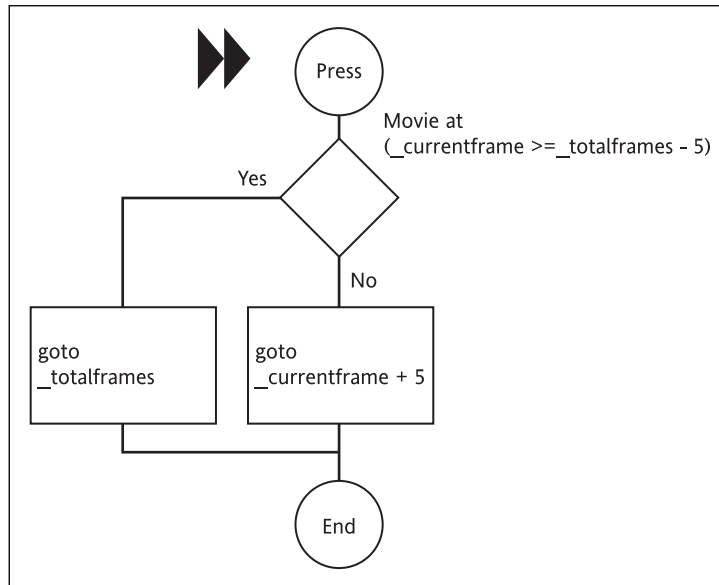 Press
Movie at
(_currentframe >=_totalframes - 5)
Yes
No
goto
_totalframes
goto
_currentframe + 5
End